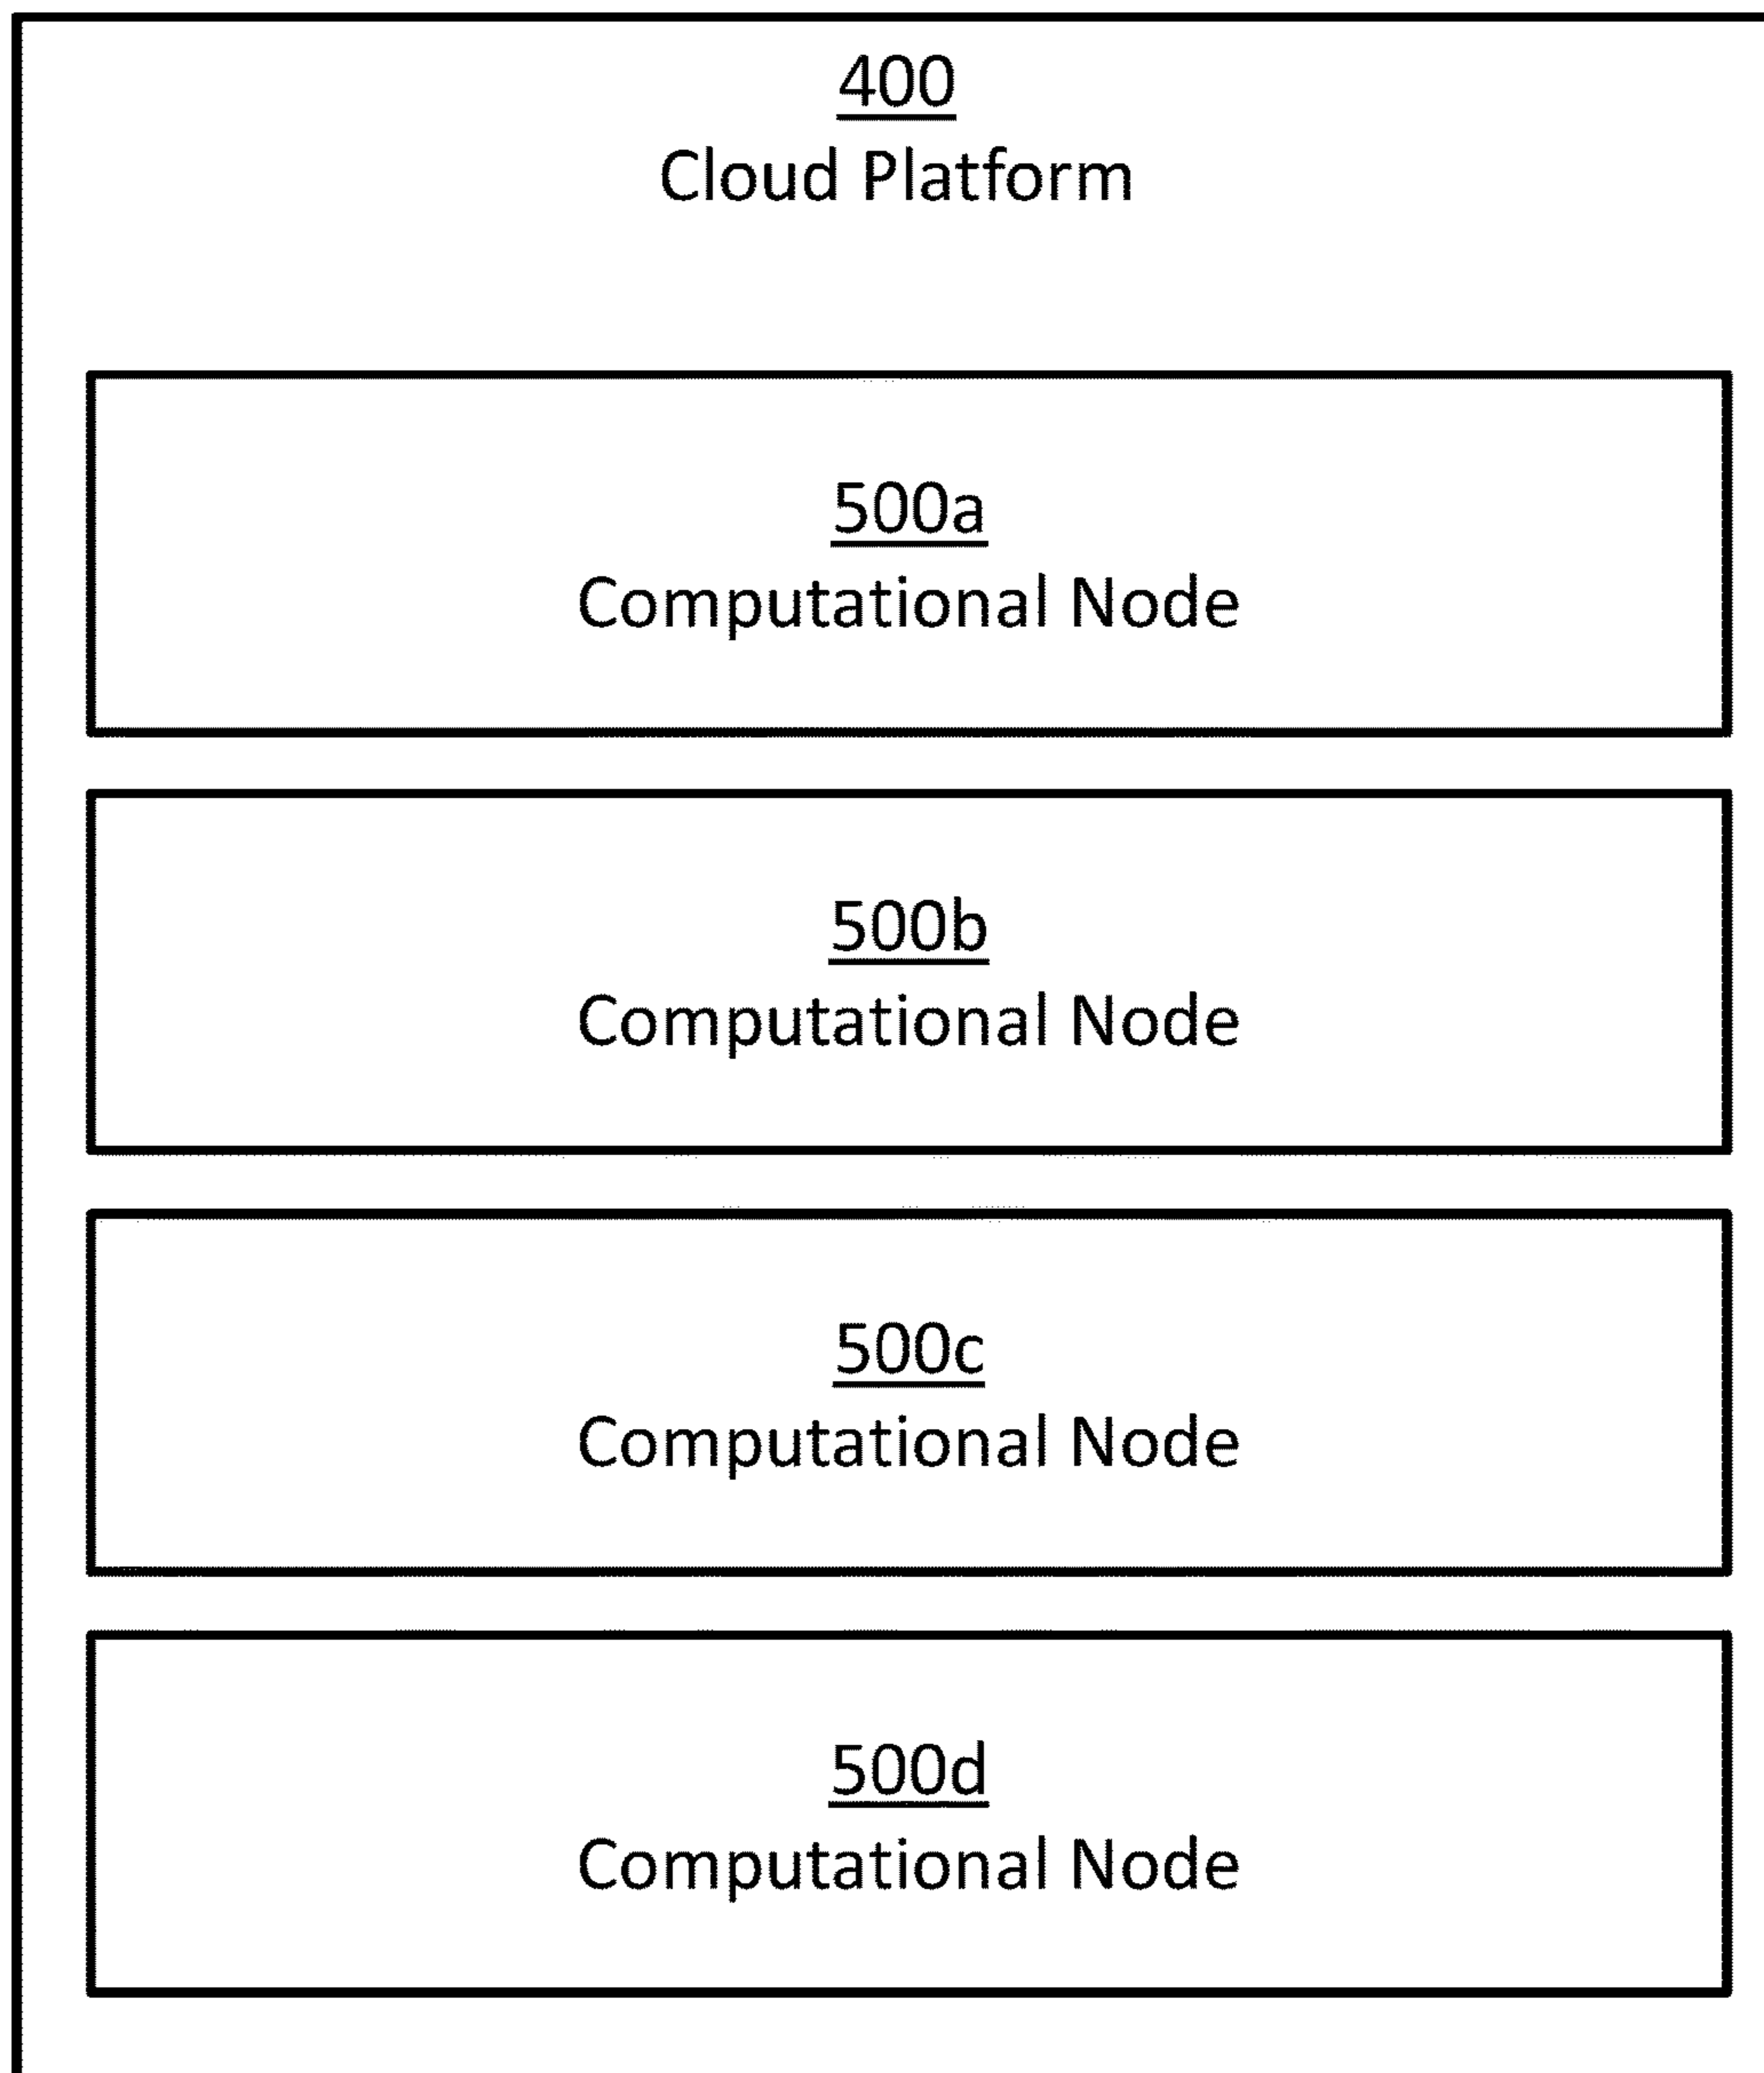 400
Cloud Platform
500a
Computational Node
500b
Computational Node
500c
Computational Node
500d
Computational Node